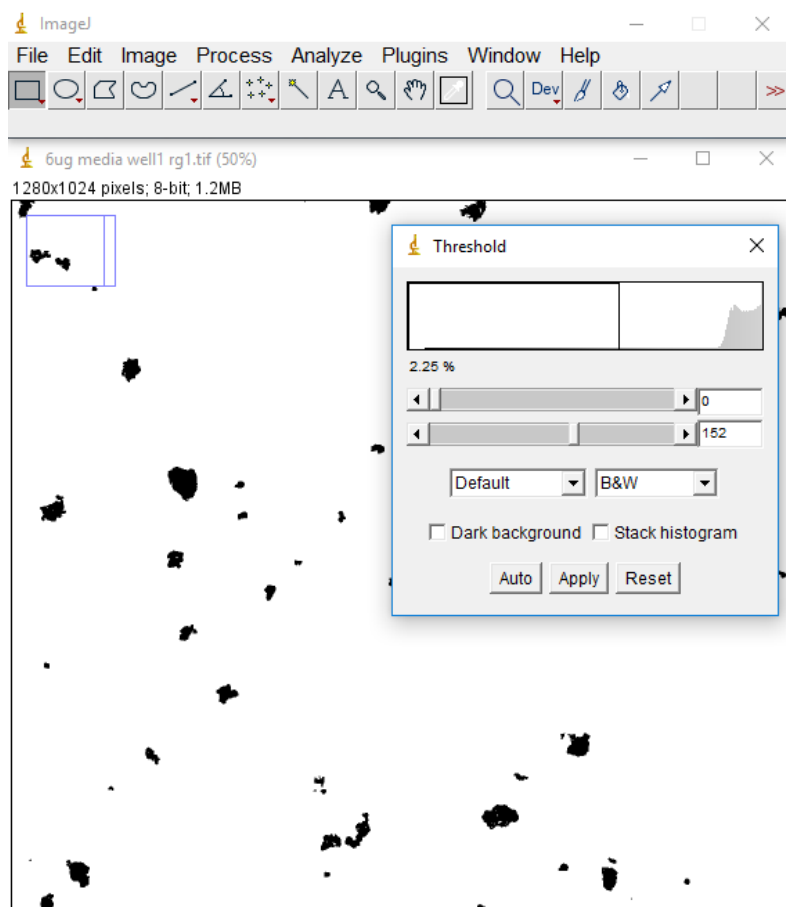 ImageJ
File Edit Image Process Analyze Plugins Window Help
A Dev >>
6ug media well1 rg1.tif (50%)
1280x1024 pixels; 8-bit; 1.2MB
Threshold
2.25 %
0
152
Default B&W
Dark background Stack histogram
Auto Apply Reset